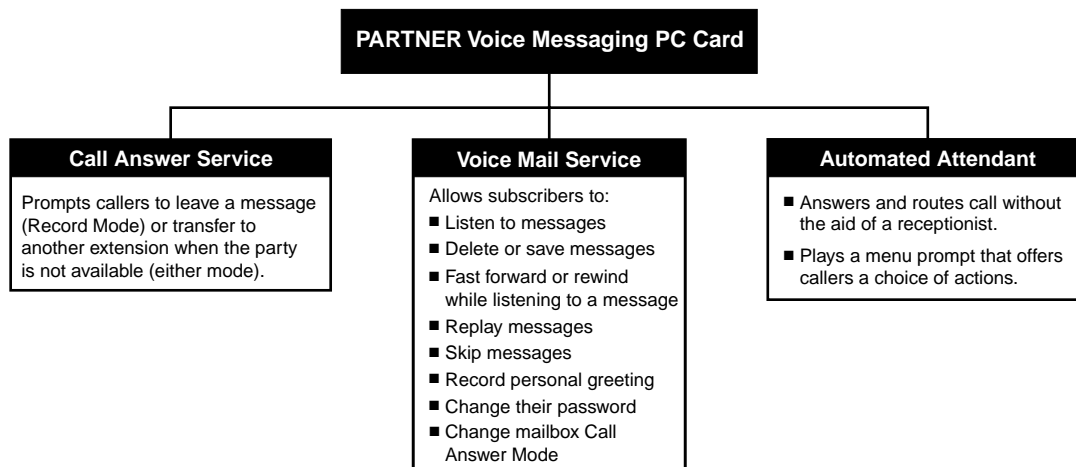 PARTNER Voice Messaging PC Card
Call Answer Service
Prompts callers to leave a message
(Record Mode) or transfer to
another extension when the party
is not available (either mode).
Voice Mail Service
Allows subscribers to:
■ Listen to messages
■ Delete or save messages
■ Fast forward or rewind
while listening to a message
■ Replay messages
■ Skip messages
■ Record personal greeting
■ Change their password
■ Change mailbox Call
Answer Mode
Automated Attendant
■ Answers and routes call without
the aid of a receptionist.
■ Plays a menu prompt that offers
callers a choice of actions.